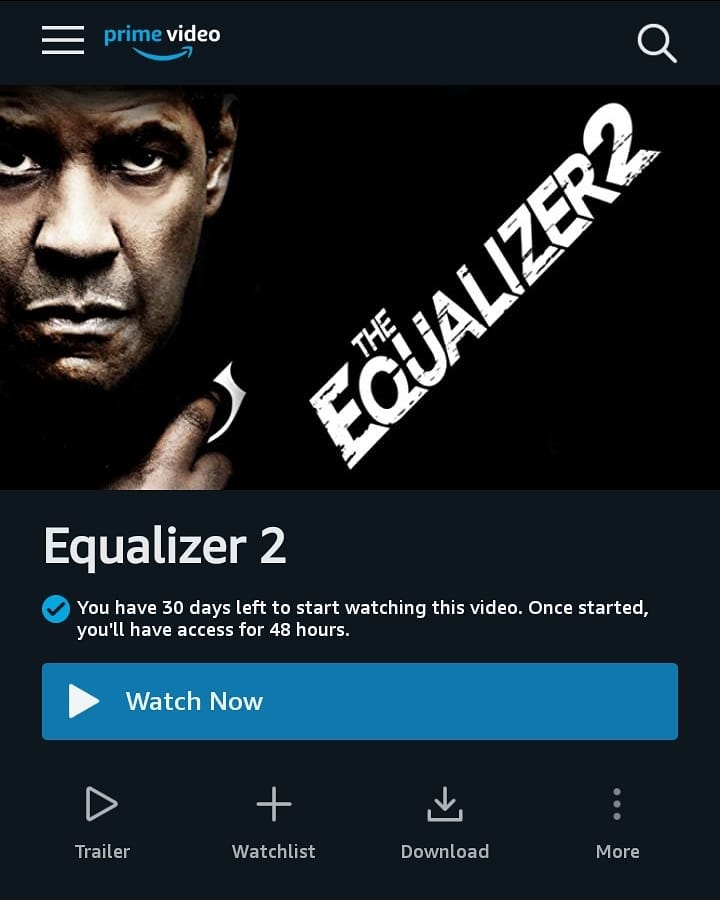 prime video
THE
EQUALIZER 2
Equalizer 2
You have 30 days left to start watching this video. Once started,
you'll have access for 48 hours.
Watch Now
Trailer
Watchlist
Download
More